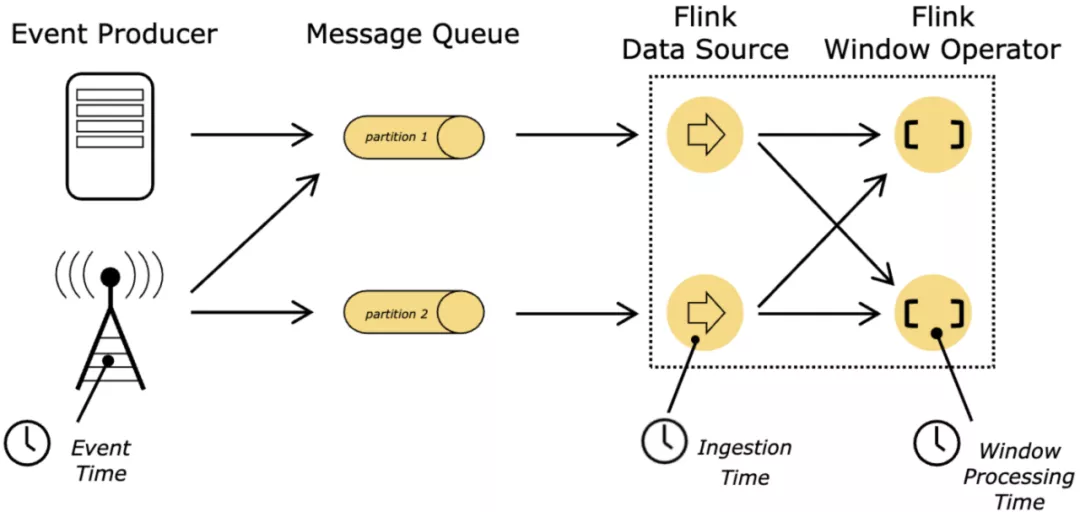 Event Producer
Message Queue
Flink
Data Source
Flink
Window Operator
partition 1
partition 2
Event
Time
Ingestion
Time
Window
Processing
Time